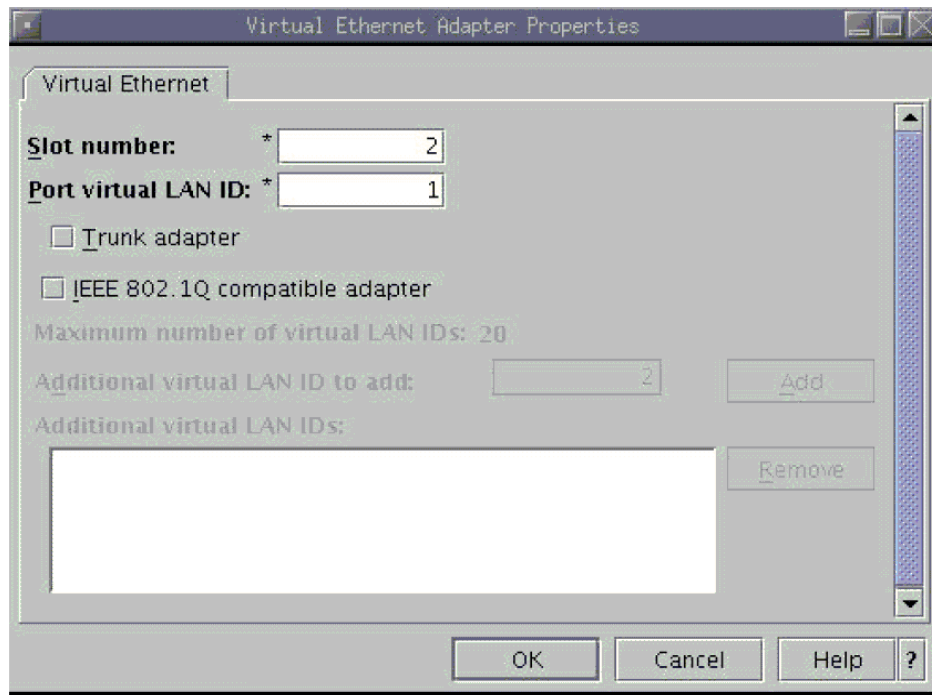 Virtual Ethernet Adapter Properties
Virtual Ethernet
Slot number: * 2
Port virtual LAN ID: * 1
Trunk adapter
IEEE 802.1Q compatible adapter
Maximum number of virtual LAN IDs: 20
Additional virtual LAN ID to add: 2 Add
Additional virtual LAN IDs:
Remove
OK Cancel Help ?